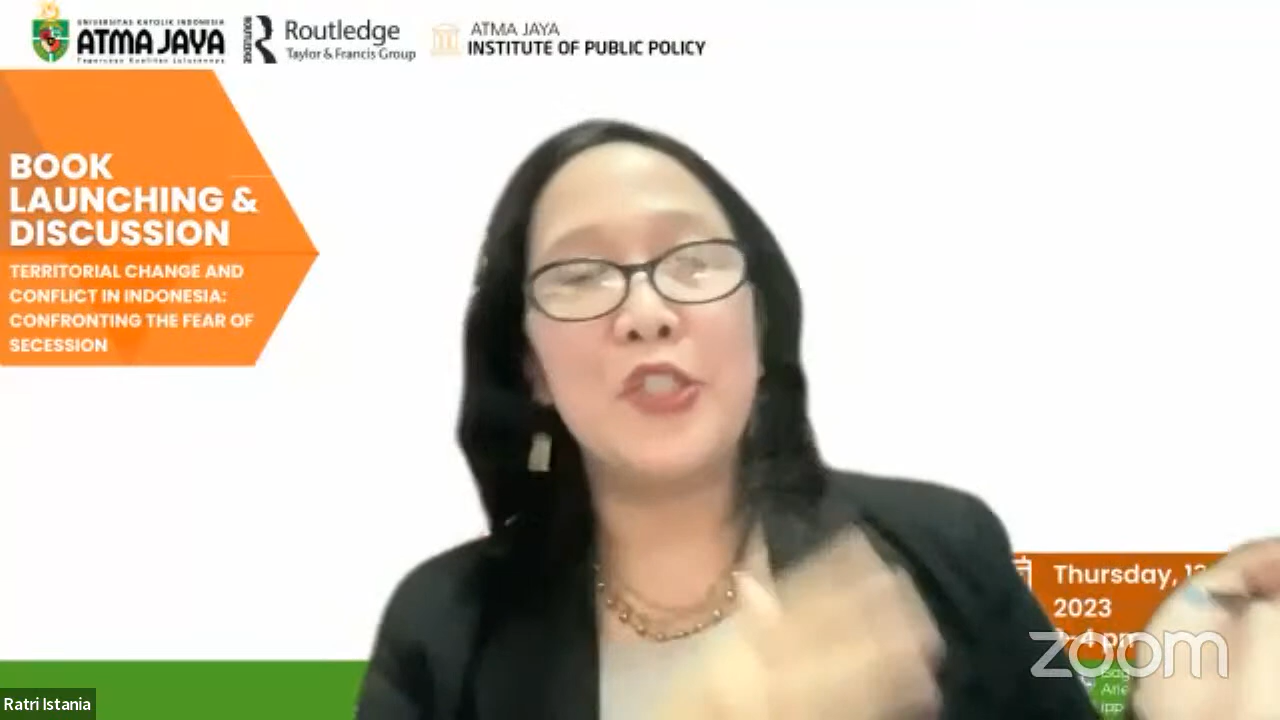 UNIVERSITAS KATOLIK INDONESIA
ATMA JAYA
ROUTLEDGE
Routledge
Taylor & Francis Group
ATMA JAYA
INSTITUTE OF PUBLIC POLICY
BOOK
LAUNCHING &
DISCUSSION
TERRITORIAL CHANGE AND
CONFLICT IN INDONESIA:
CONFRONTING THE FEAR OF
SECESSION
Thursday,
2023
zoom
Ratri Istania